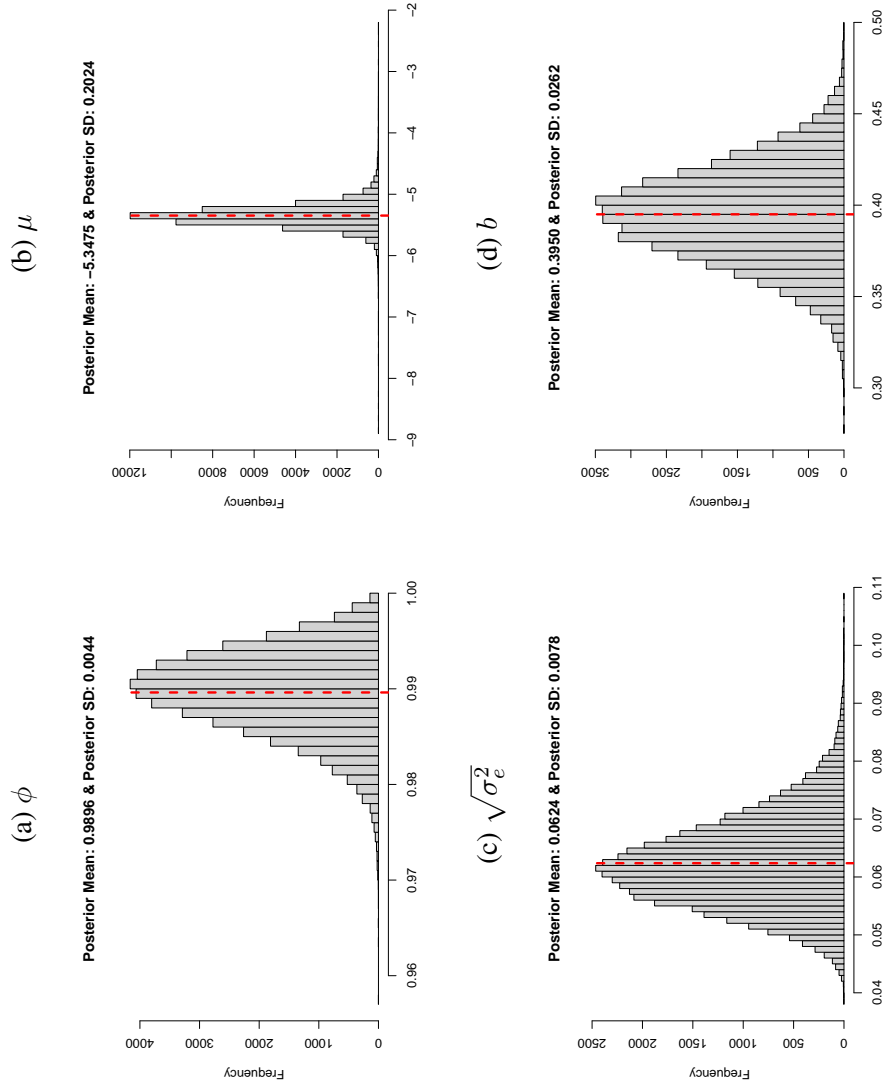 (a) ϕ
Posterior Mean: 0.9896 & Posterior SD: 0.0044
Frequency
0 1000 2000 3000 4000
0.96 0.97 0.98 0.99 1.00
(b) μ
Posterior Mean: −5.3475 & Posterior SD: 0.2024
Frequency
0 2000 4000 6000 8000 12000
−9 −8 −7 −6 −5 −4 −3 −2
(c) √σ²ₑ
Posterior Mean: 0.0624 & Posterior SD: 0.0078
Frequency
0 500 1000 1500 2000 2500
0.04 0.05 0.06 0.07 0.08 0.09 0.10 0.11
(d) b
Posterior Mean: 0.3950 & Posterior SD: 0.0262
Frequency
0 500 1500 2500 3500
0.30 0.35 0.40 0.45 0.50